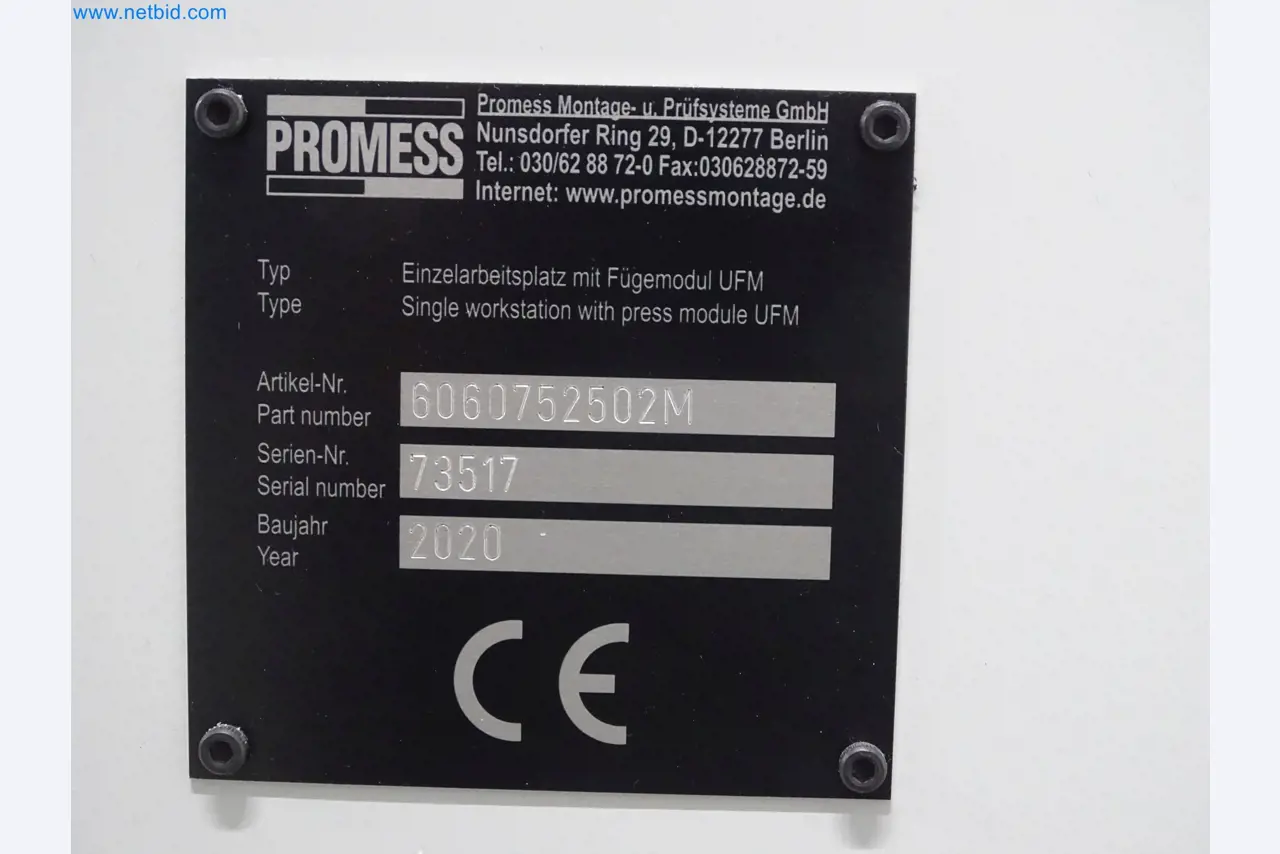 www.netbid.com
PROMESS
Promess Montage- u. Prüfsysteme GmbH
Nunsdorfer Ring 29, D-12277 Berlin
Tel.: 030/62 88 72-0 Fax:030628872-59
Internet: www.promessmontage.de
Typ Einzelarbeitsplatz mit Fügemodul UFM
Type Single workstation with press module UFM
Artikel-Nr.
Part number 6060752502M
Serien-Nr.
Serial number 73517
Baujahr
Year 2020
CE